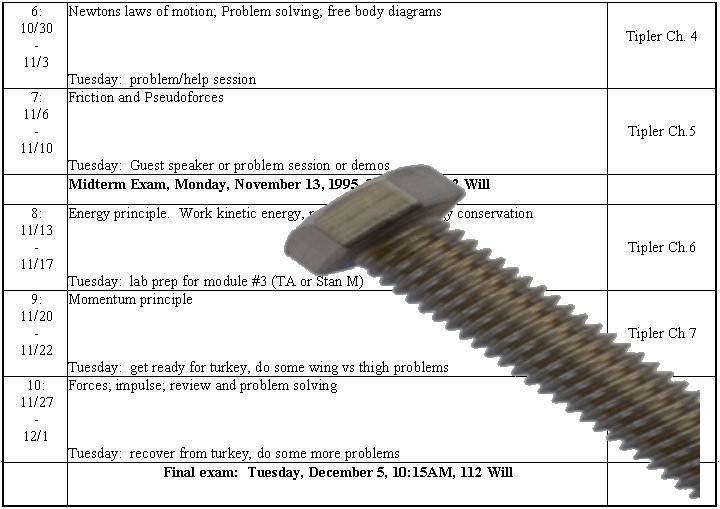 6:
10/30
-
11/3
Newtons laws of motion; Problem solving; free body diagrams
Tuesday: problem/help session
Tipler Ch. 4
7:
11/6
-
11/10
Friction and Pseudoforces
Tuesday: Guest speaker or problem session or demos
Tipler Ch.5
Midterm Exam, Monday, November 13, 1995 Will
8:
11/13
-
11/17
Energy principle. Work kinetic energy, conservation
Tuesday: lab prep for module #3 (TA or Stan M)
Tipler Ch.6
9:
11/20
-
11/22
Momentum principle
Tuesday: get ready for turkey, do some wing vs thigh problems
Tipler Ch 7
10:
11/27
-
12/1
Forces; impulse; review and problem solving
Tuesday: recover from turkey, do some more problems
Final exam: Tuesday, December 5, 10:15AM, 112 Will